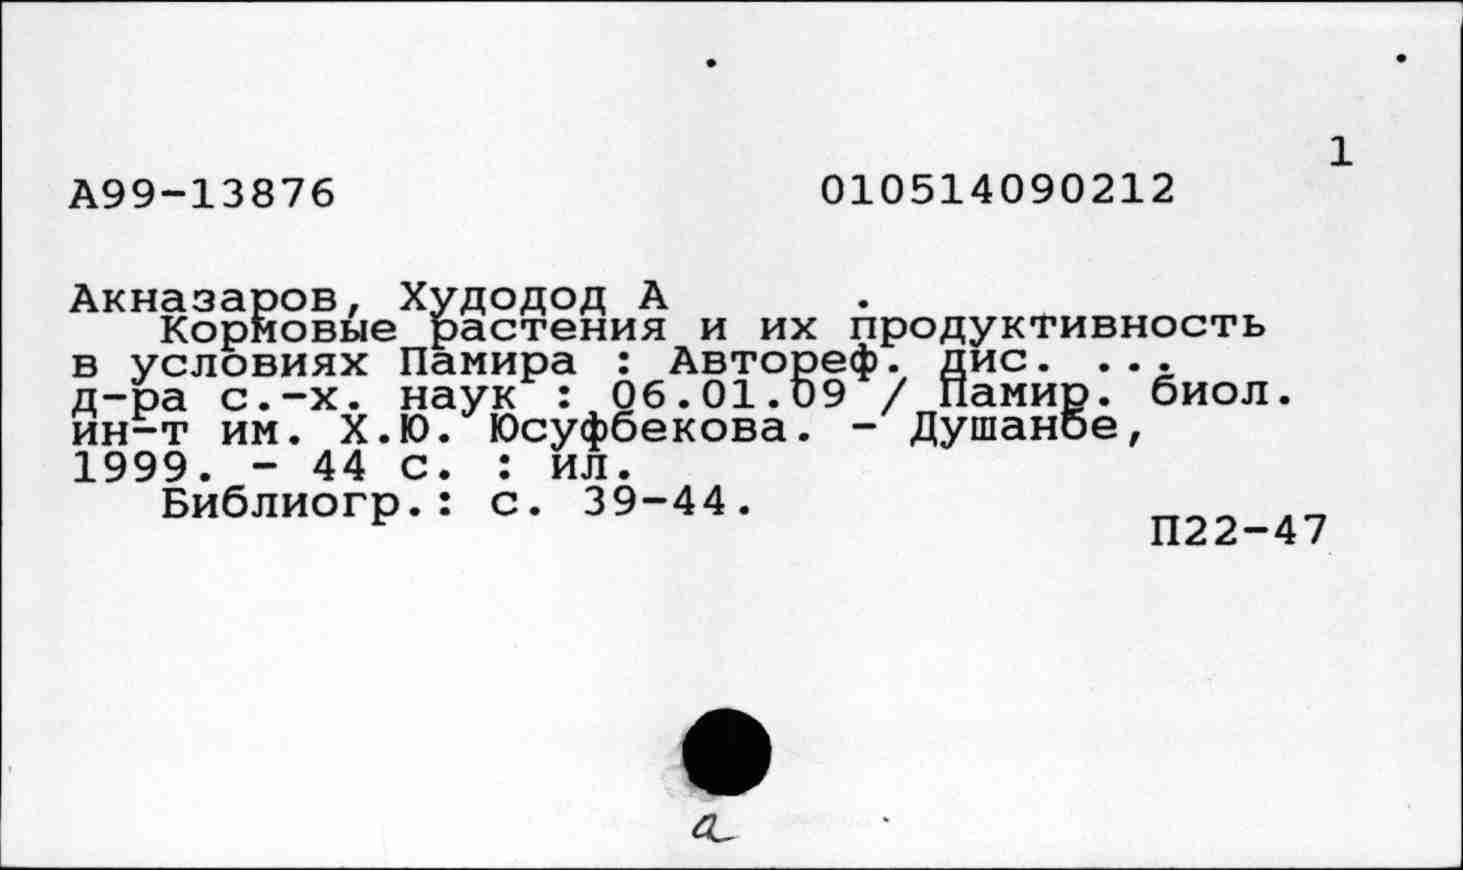 1
А99-13876 010514090212
Акназаров, Худодод А .
Кормовые растения и их продуктивность
в условиях Памира : Автореф. дис. ...
д-ра с.-х. наук : 06.01.09 / Памир. биол.
ин-т им. Х.Ю. Юсуфбекова. - Душанбе,
1999. - 44 с. : ил.
Библиогр.: с. 39-44.
П22-47
а